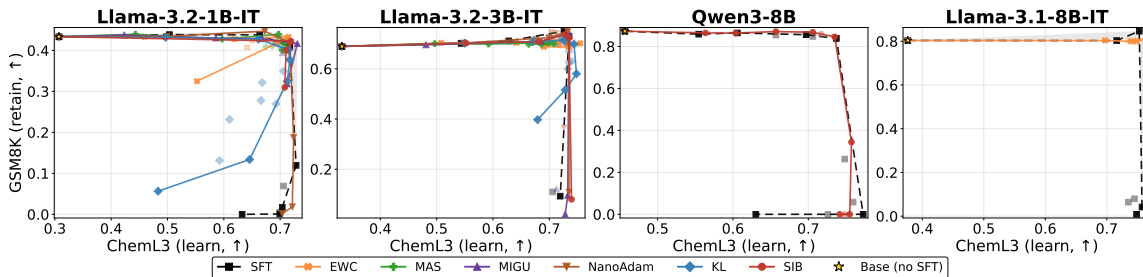 Llama-3.2-1B-IT
Llama-3.2-3B-IT
Qwen3-8B
Llama-3.1-8B-IT
GSM8K (retain, ↑)
0.4
0.3
0.2
0.1
0.0
0.3 0.4 0.5 0.6 0.7
ChemL3 (learn, ↑)
0.6
0.4
0.2
0.4 0.5 0.6 0.7
ChemL3 (learn, ↑)
0.8
0.6
0.4
0.2
0.0
0.5 0.6 0.7
ChemL3 (learn, ↑)
0.8
0.6
0.4
0.2
0.0
0.4 0.5 0.6 0.7
ChemL3 (learn, ↑)
SFT EWC MAS MIGU NanoAdam KL SIB Base (no SFT)